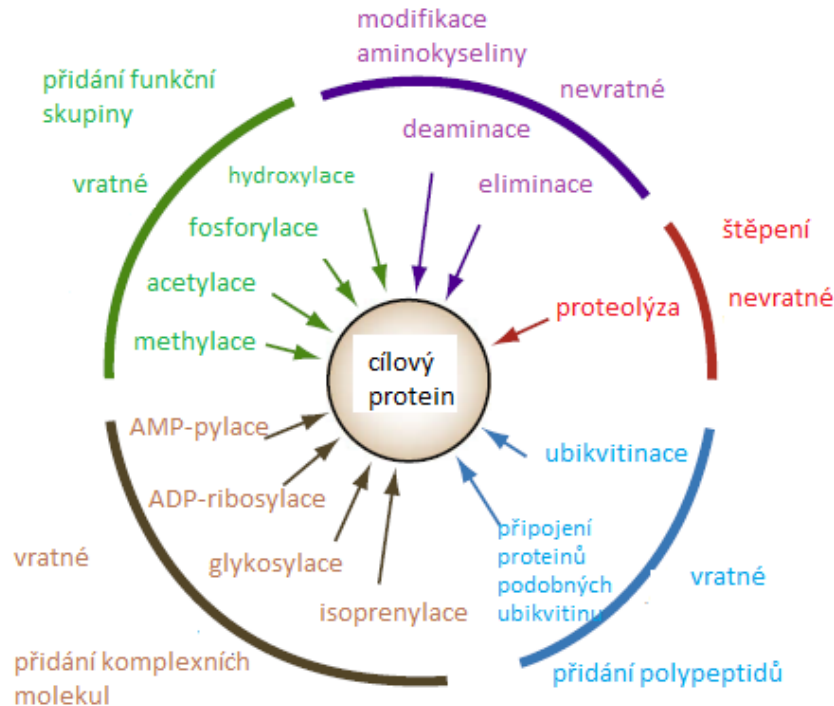 modifikace
aminokyseliny
nevratné
přidání funkční
skupiny
vratné
deaminace
eliminace
hydroxylace
fosforylace
acetylace
methylace
štěpení
nevratné
proteolýza
cílový
protein
AMP-pylace
ADP-ribosylace
glykosylace
isoprenylace
vratné
přidání komplexních
molekul
ubikvitinace
připojení
proteinů
podobných
ubikvitinu
vratné
přidání polypeptidů